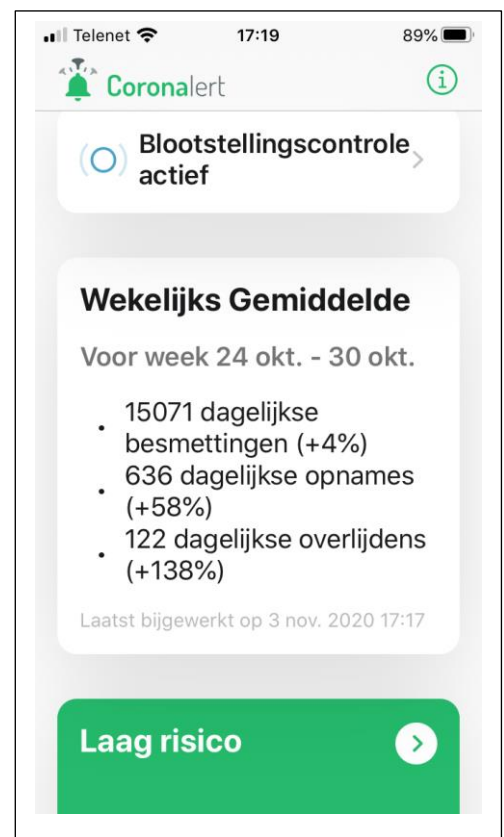 Telenet 17:19 89%
Coronalert
Blootstellingscontrole
actief
Wekelijks Gemiddelde
Voor week 24 okt. - 30 okt.
• 15071 dagelijkse
besmettingen (+4%)
• 636 dagelijkse opnames
(+58%)
• 122 dagelijkse overlijdens
(+138%)
Laatst bijgewerkt op 3 nov. 2020 17:17
Laag risico